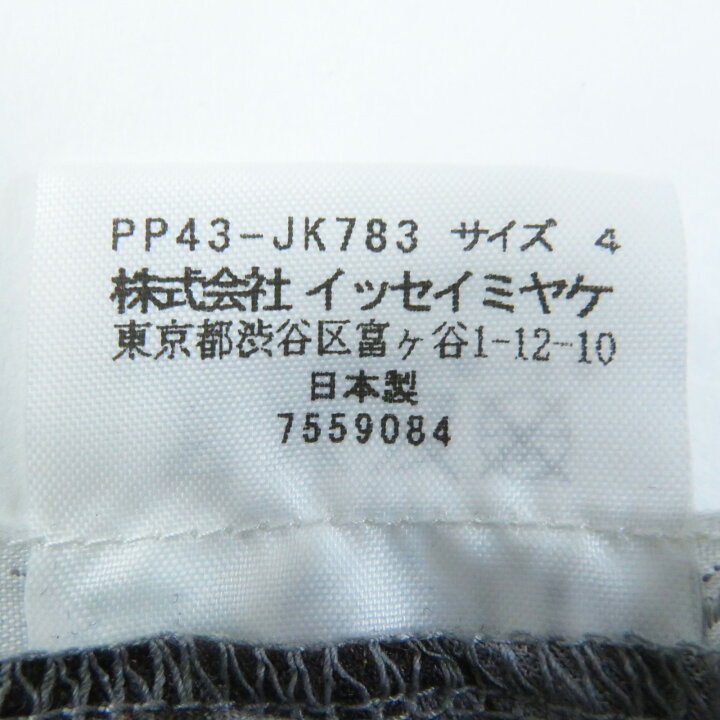 PP43-JK783 サイズ 4
株式会社 イッセイミヤケ
東京都渋谷区富ヶ谷1-12-10
日本製
7559084